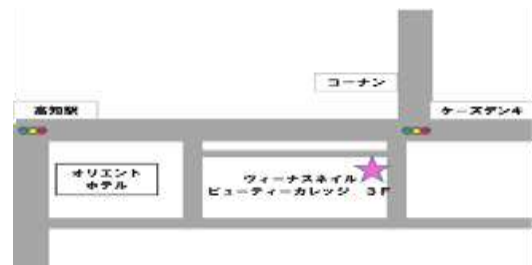 コーナン
高知駅
ケーズデンキ
オリエント
ホテル
ヴィーナスネイル
ビューティーカレッジ 3F